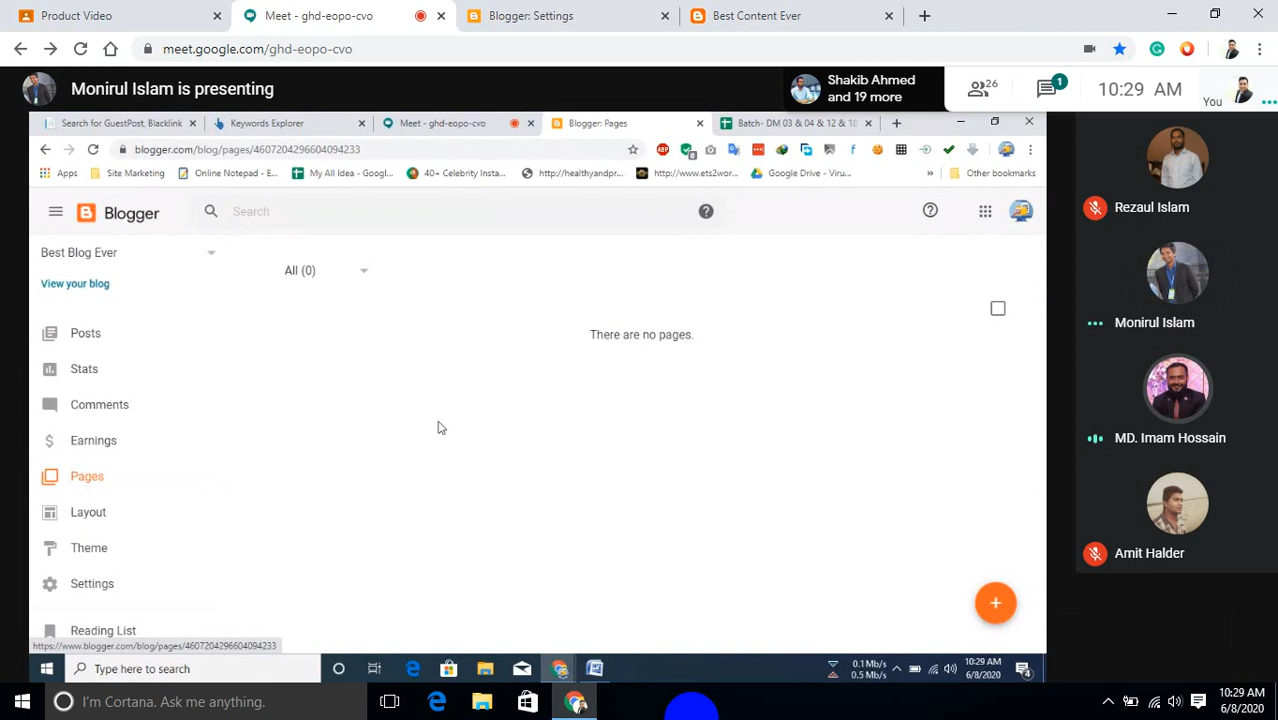 Product Video
Meet - ghd-eopo-cvo
Blogger: Settings
Best Content Ever
meet.google.com/ghd-eopo-cvo
Monirul Islam is presenting
Shakib Ahmed
and 19 more
26
1
10:29 AM
You
Search for GuestPost, Blacklink
Keywords Explorer
Meet - ghd-eopo-cvo
Blogger: Pages
Batch- DM 03 & 04 & 12 & 18
blogger.com/blog/pages/4607204296604094233
Apps
Site Marketing
Online Notepad - E...
My All Idea - Googl...
40+ Celebrity Insta...
http://healthyandpr...
http://www.ets2wor...
Google Drive - Viru...
Other bookmarks
Blogger
Search
Best Blog Ever
View your blog
All (0)
There are no pages.
Posts
Stats
Comments
Earnings
Pages
Layout
Theme
Settings
Reading List
https://www.blogger.com/blog/pages/4607204296604094233
Rezaul Islam
Monirul Islam
MD. Imam Hossain
Amit Halder
Type here to search
0.1 Mb/s
0.5 Mb/s
10:29 AM
6/8/2020
4
I'm Cortana. Ask me anything.
10:29 AM
6/8/2020